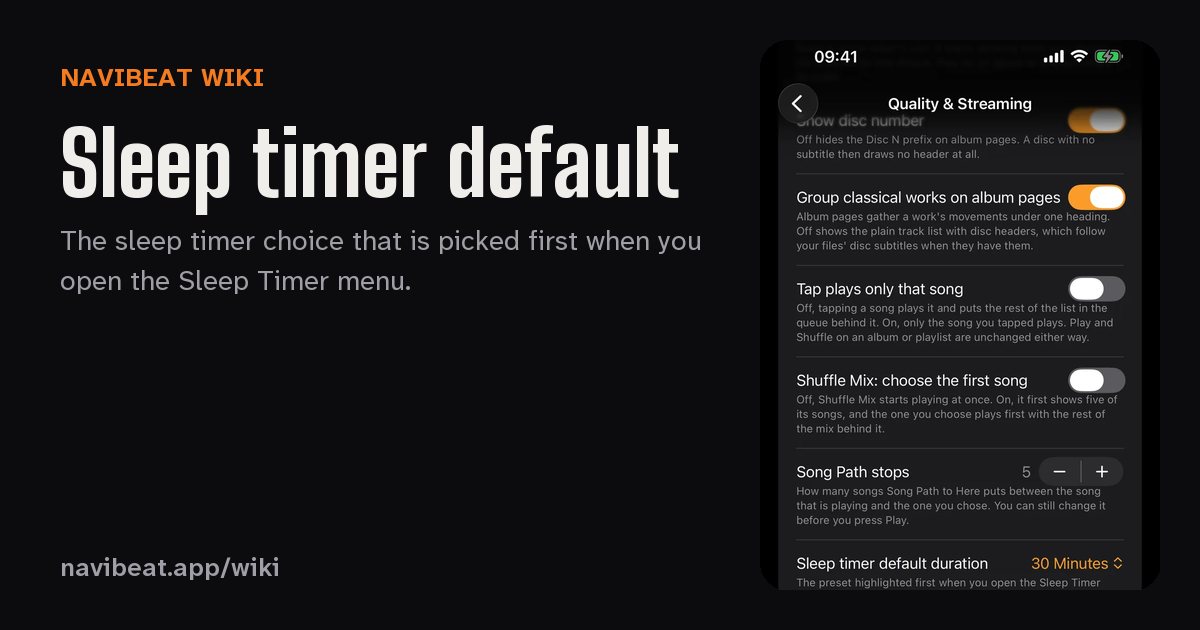 NAVIBEAT WIKI
Sleep timer default
The sleep timer choice that is picked first when you
open the Sleep Timer menu.
navibeat.app/wiki
09:41
Quality & Streaming
Show disc number
Off hides the Disc N prefix on album pages. A disc with no
subtitle then draws no header at all.
Group classical works on album pages
Album pages gather a work's movements under one heading.
Off shows the plain track list with disc headers, which follow
your files' disc subtitles when they have them.
Tap plays only that song
Off, tapping a song plays it and puts the rest of the list in the
queue behind it. On, only the song you tapped plays. Play and
Shuffle on an album or playlist are unchanged either way.
Shuffle Mix: choose the first song
Off, Shuffle Mix starts playing at once. On, it first shows five of
its songs, and the one you choose plays first with the rest of
the mix behind it.
Song Path stops 5 − +
How many songs Song Path to Here puts between the song
that is playing and the one you chose. You can still change it
before you press Play.
Sleep timer default duration 30 Minutes
The preset highlighted first when you open the Sleep Timer